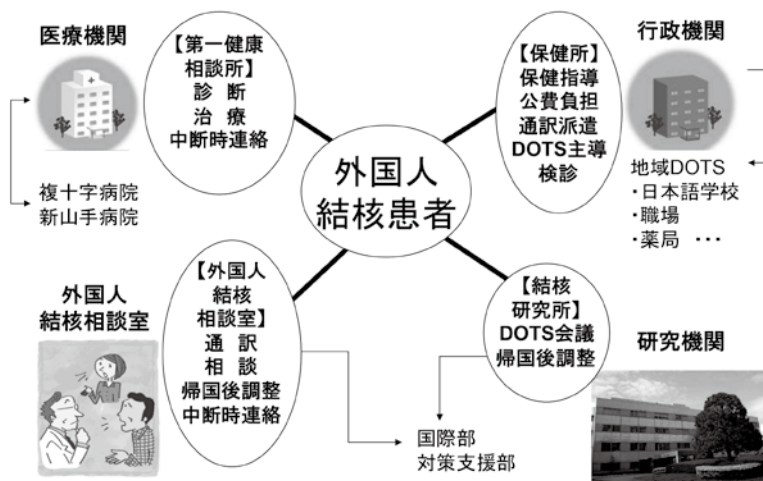 医療機関
【第一健康
相談所】
診 断
治 療
中断時連絡
複十字病院
新山手病院
【保健所】
保健指導
公費負担
通訳派遣
DOTS主導
検診
行政機関
地域DOTS
・日本語学校
・職場
・薬局 …
外国人
結核患者
外国人
結核相談室
【外国人
結核
相談室】
通 訳
相 談
帰国後調整
中断時連絡
【結核
研究所】
DOTS会議
帰国後調整
研究機関
国際部
対策支援部